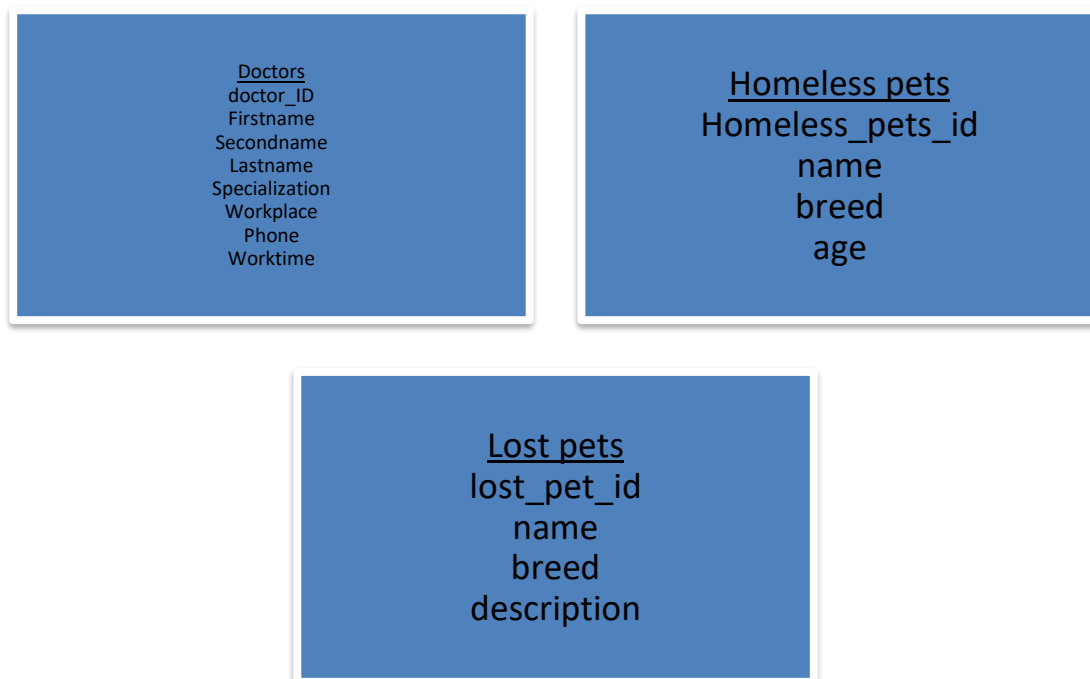 Doctors
doctor_ID
Firstname
Secondname
Lastname
Specialization
Workplace
Phone
Worktime
Homeless pets
Homeless_pets_id
name
breed
age
Lost pets
lost_pet_id
name
breed
description